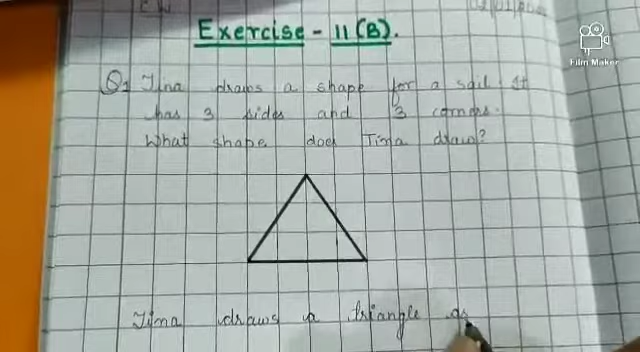 Exercise - 11(B).
Film Maker
Q1 Tina draws a shape for a sail. It
has 3 sides and 3 corners.
What shape does Tina draw?
Tina draws a triangle as